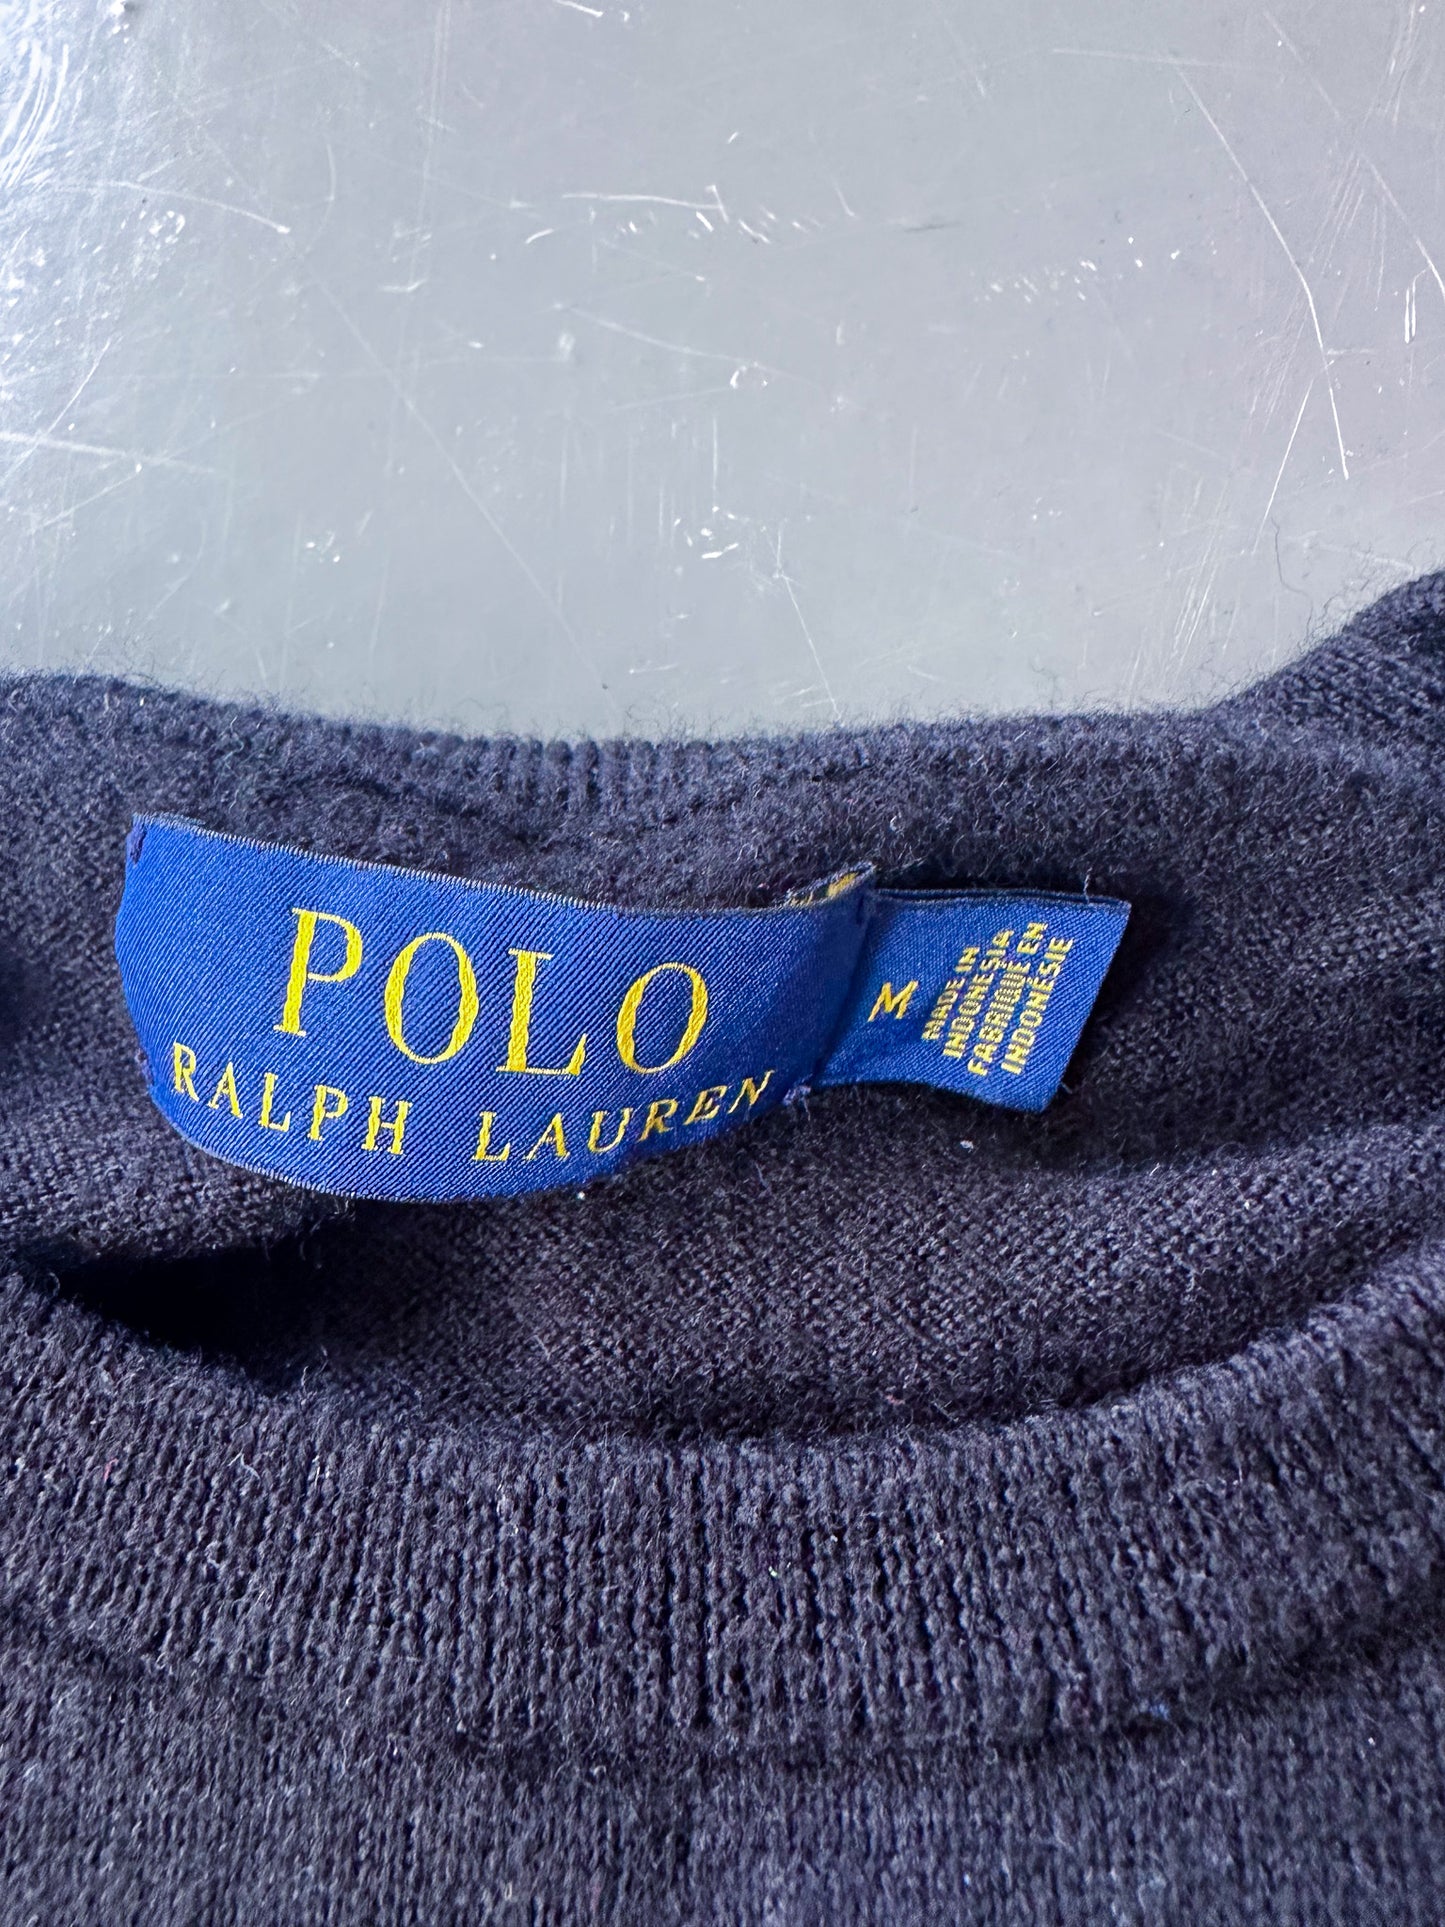 POLO
RALPH LAUREN
M
MADE IN
INDONESIA
FABRIQUÉ EN
INDONÉSIE